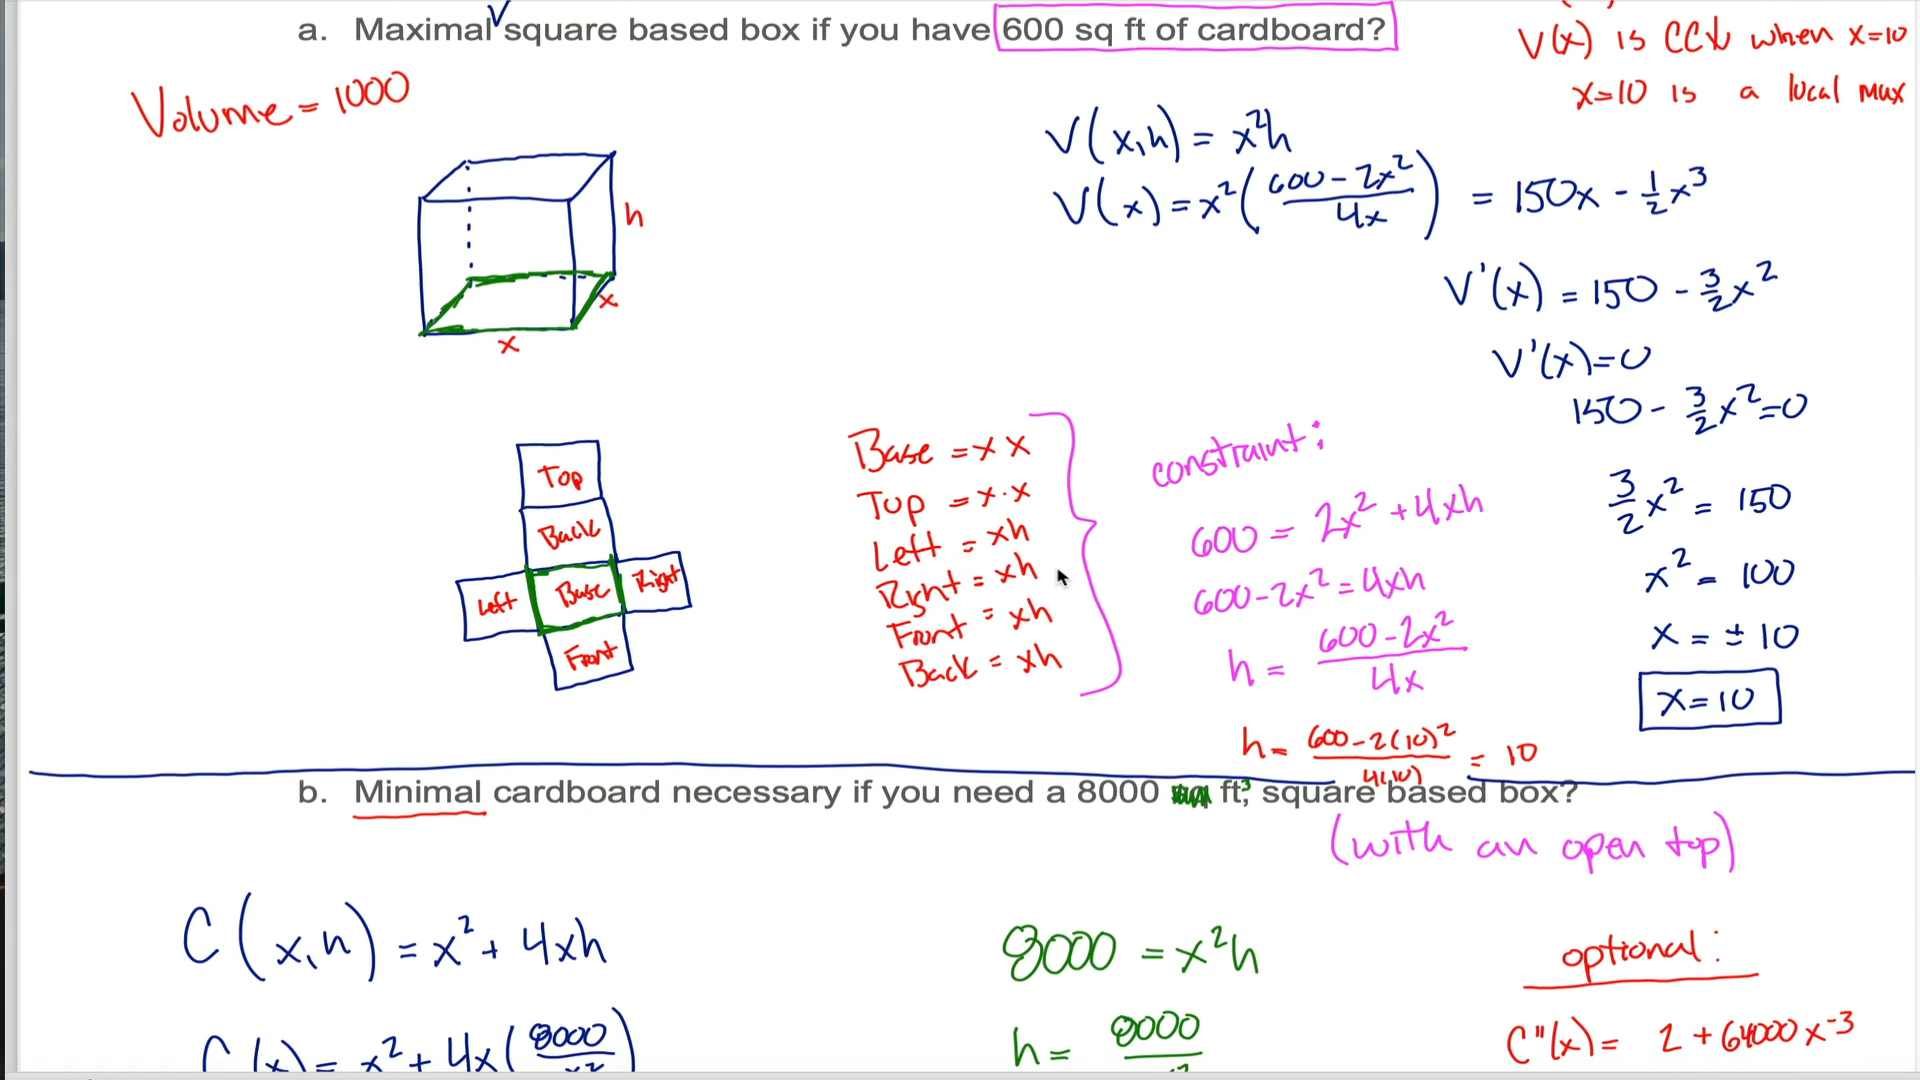 a. Maximal V square based box if you have 600 sq ft of cardboard?
V(x) is CC↓ when x=10
x=10 is a local max
Volume = 1000
h
x
x
V(x,h) = x²h
V(x) = x²((600-2x²)/4x) = 150x - ½x³
V'(x) = 150 - 3/2 x²
V'(x)=0
150 - 3/2 x²=0
3/2 x² = 150
x² = 100
x = ± 10
x=10
Top
Back
Left
Base
Right
Front
Base = x x
Top = x·x
Left = xh
Right = xh
Front = xh
Back = xh
constraint:
600 = 2x² + 4xh
600-2x² = 4xh
h = (600-2x²)/4x
h = (600-2(10)²)/4(10) = 10
b. Minimal cardboard necessary if you need a 8000 ft³, square based box?
(with an open top)
C(x,h) = x² + 4xh
C(x) = x² + 4x(8000/x²)
8000 = x²h
h = 8000
optional:
C''(x) = 2 + 64000x⁻³